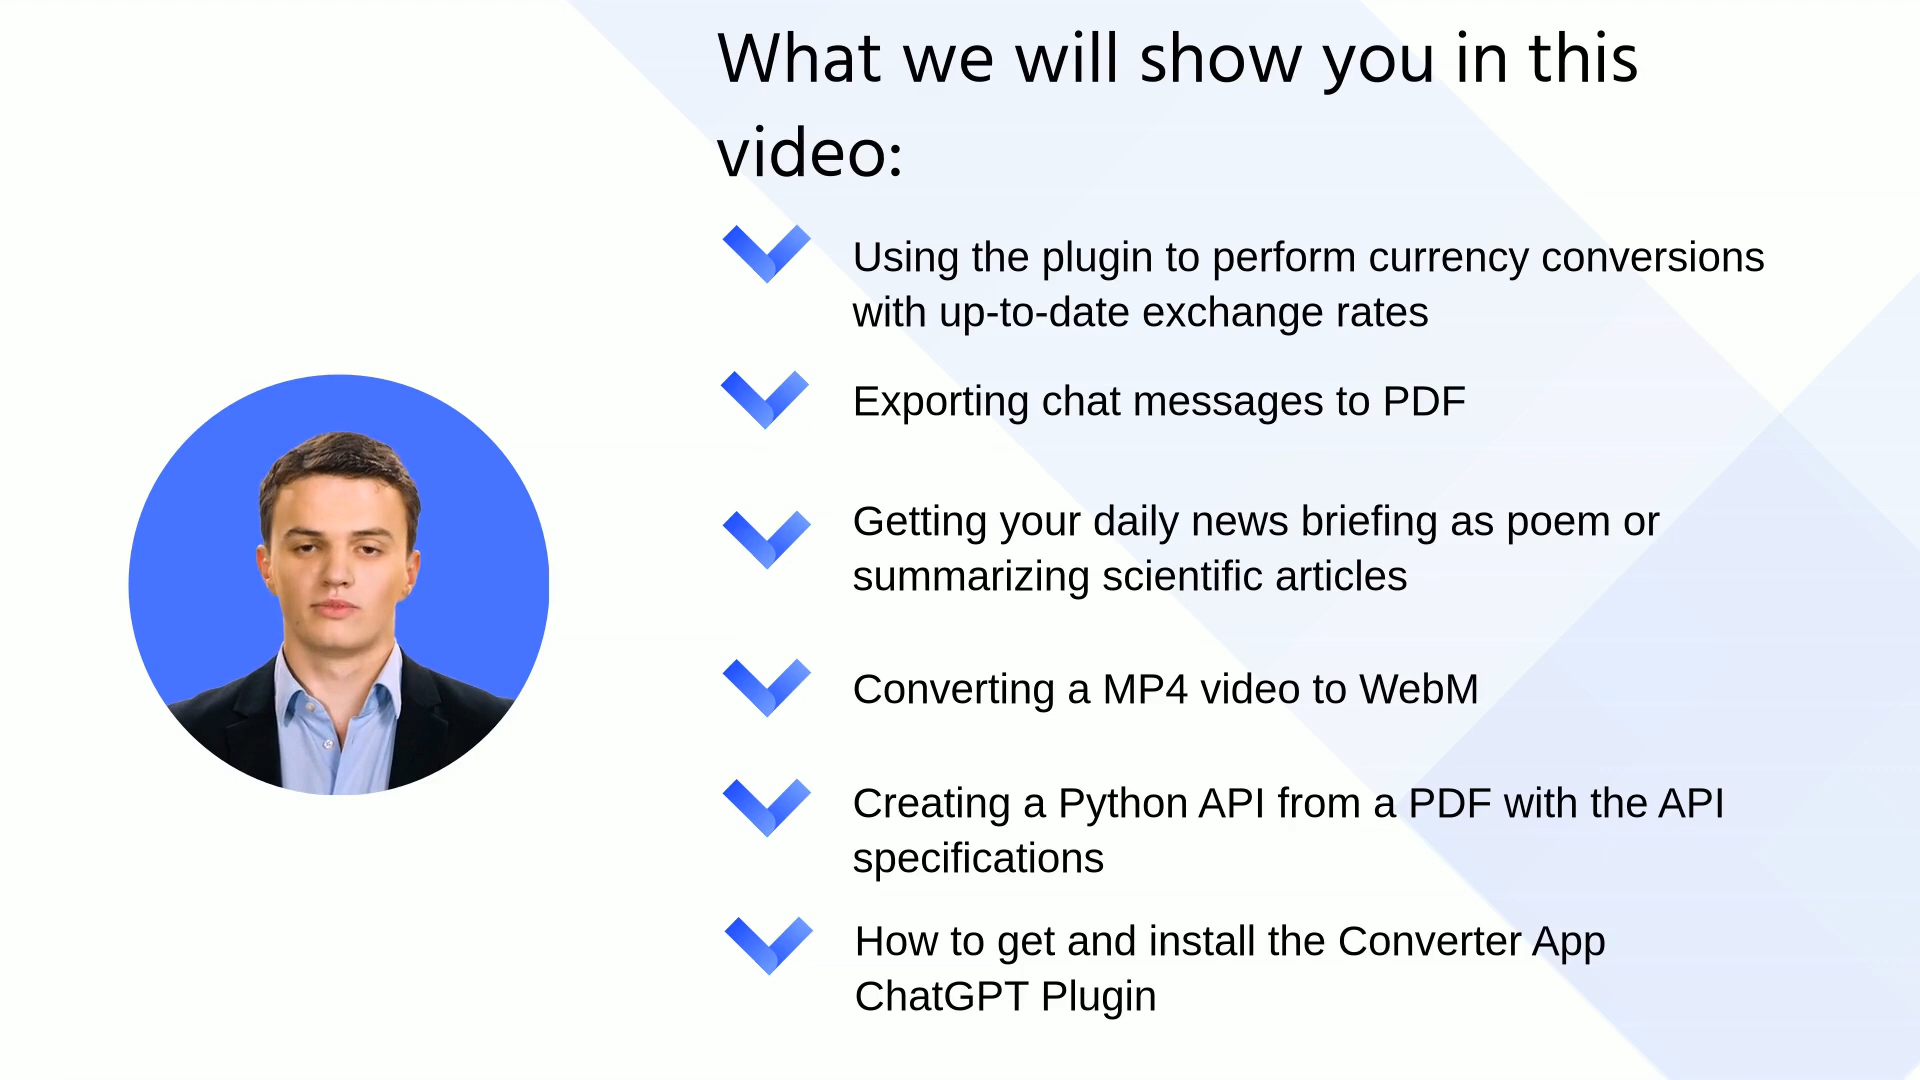 What we will show you in this
video:
Using the plugin to perform currency conversions
with up-to-date exchange rates
Exporting chat messages to PDF
Getting your daily news briefing as poem or
summarizing scientific articles
Converting a MP4 video to WebM
Creating a Python API from a PDF with the API
specifications
How to get and install the Converter App
ChatGPT Plugin